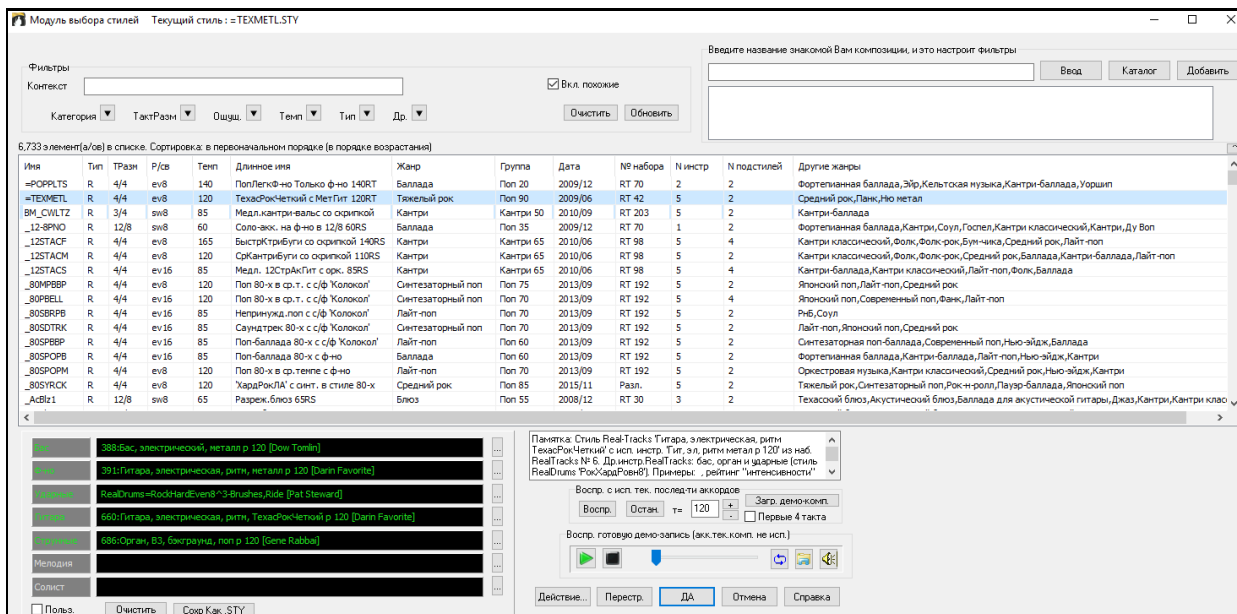 Модуль выбора стилей Текущий стиль : =TEXMETL.STY
Введите название знакомой Вам композиции, и это настроит фильтры
Ввод Каталог Добавить
Фильтры
Контекст
Вкл. похожие
Категория ТактРазм Ощущ. Темп Тип Др. Очистить Обновить
6,733 элемент(а/ов) в списке. Сортировка: в первоначальном порядке (в порядке возрастания)
Имя Тип ТРазм Р/св Темп Длинное имя Жанр Группа Дата № набора N инстр N подстилей Другие жанры
=POPPLTS R 4/4 ev8 140 ПопЛегкФ-но Только ф-но 140RT Баллада Поп 20 2009/12 RT 70 2 2 Фортепианная баллада,Эйр,Кельтская музыка,Кантри-баллада,Уоршип
=TEXMETL R 4/4 ev8 120 ТехасРокЧеткий с МетГит 120RT Тяжелый рок Поп 90 2009/06 RT 42 5 2 Средний рок,Панк,Ню метал
BM_CWLTZ R 3/4 sw8 85 Медл.кантри-вальс со скрипкой Кантри Кантри 50 2010/09 RT 203 5 2 Кантри-баллада
_12-8PNO R 12/8 sw8 60 Соло-акк. на ф-но в 12/8 60RS Баллада Поп 35 2009/12 RT 70 1 2 Фортепианная баллада,Кантри,Соул,Госпел,Кантри классический,Кантри,Ду Воп
_12STACF R 4/4 ev8 165 БыстрКтриБуги со скрипкой 140RS Кантри Кантри 65 2010/06 RT 98 5 4 Кантри классический,Фолк,Фолк-рок,Бум-чика,Средний рок,Лайт-поп
_12STACM R 4/4 ev8 120 СрКантриБуги со скрипкой 110RS Кантри Кантри 65 2010/06 RT 98 5 2 Кантри классический,Фолк,Фолк-рок,Средний рок,Баллада,Кантри-баллада,Лайт-поп
_12STACS R 4/4 ev16 85 Медл. 12СтрАкГит с орк. 85RS Кантри Кантри 65 2010/06 RT 98 5 4 Кантри-баллада,Кантри классический,Лайт-поп,Фолк,Баллада
_80MPBBP R 4/4 ev8 120 Поп 80-х в ср.т. с с/ф 'Колокол' Синтезаторный поп Поп 75 2013/09 RT 192 5 2 Японский поп,Лайт-поп,Средний рок
_80PBELL R 4/4 ev16 120 Поп 80-х в ср.т. с с/ф 'Колокол' Синтезаторный поп Поп 70 2013/09 RT 192 5 4 Японский поп,Современный поп,Фанк,Лайт-поп
_80SBRPB R 4/4 ev16 85 Непринужд.поп с с/ф 'Колокол' Лайт-поп Поп 70 2013/09 RT 192 5 2 РнБ,Соул
_80SDTRK R 4/4 ev16 85 Саундтрек 80-х с с/ф 'Колокол' Синтезаторный поп Поп 70 2013/09 RT 192 5 2 Лайт-поп,Японский поп,Средний рок
_80SPBBP R 4/4 ev16 85 Поп-баллада 80-х с с/ф 'Колокол' Лайт-поп Поп 60 2013/09 RT 192 5 2 Синтезаторная поп-баллада,Современный поп,Нью-эйдж,Баллада
_80SPOPB R 4/4 ev16 85 Поп-баллада 80-х с ф-но Баллада Поп 60 2013/09 RT 192 5 2 Фортепианная баллада,Кантри-баллада,Лайт-поп,Нью-эйдж,Кантри
_80SPOPM R 4/4 ev8 120 Поп 80-х в ср.темпе с ф-но Лайт-поп Поп 70 2013/09 RT 192 5 2 Оркестровая музыка,Кантри классический,Средний рок,Нью-эйдж,Кантри
_80SYRCK R 4/4 ev8 120 'ХардРокЛА' с синт. в стиле 80-х Средний рок Поп 85 2015/11 Разл. 5 2 Тяжелый рок,Синтезаторный поп,Рок-н-ролл,Пауэр-баллада,Японский поп
_AcBlz1 R 12/8 sw8 65 Разреж.блюз 65RS Блюз Поп 55 2008/12 RT 30 3 2 Техасский блюз,Акустический блюз,Баллада для акустической гитары,Джаз,Кантри,Кантри клас
Бас 388:Бас, электрический, металл р 120 [Dow Tomlin] ...
Ф-но 391:Гитара, электрическая, ритм, металл р 120 [Darin Favorite] ...
Ударные RealDrums=RockHardEven8^3-Brushes,Ride [Pat Steward] ...
Гитара 660:Гитара, электрическая, ритм, ТехасРокЧеткий р 120 [Darin Favorite] ...
Струнные 686:Орган, B3, бэкграунд, поп р 120 [Gene Rabbai] ...
Мелодия ...
Солист ...
Польз. Очистить Сохр Как .STY
Памятка: Стиль Real-Tracks 'Гитара, электрическая, ритм
ТехасРокЧеткий' с исп. инстр. 'Гит, эл, ритм метал р 120' из наб.
RealTracks № 6. Др.инстр.RealTracks: бас, орган и ударные (стиль
RealDrums 'РокХардРовн8'). Примеры: , рейтинг "интенсивности"
Воспр. с исп. тек. послед-ти аккордов
Воспр. Остан. т= 120 + - Загр. демо-комп.
Первые 4 такта
Воспр. готовую демо-запись (акк.тек.комп. не исп.)
Действие... Перестр. ДА Отмена Справка